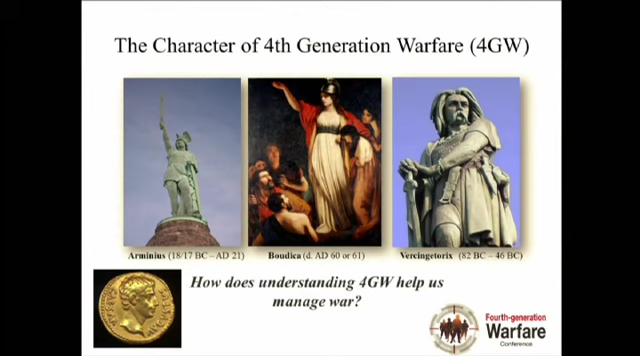 The Character of 4th Generation Warfare (4GW)
Arminius (18/17 BC – AD 21)
Boudica (d. AD 60 or 61)
Vercingetorix (82 BC – 46 BC)
How does understanding 4GW help us
manage war?
Fourth-generation
Warfare
Conference